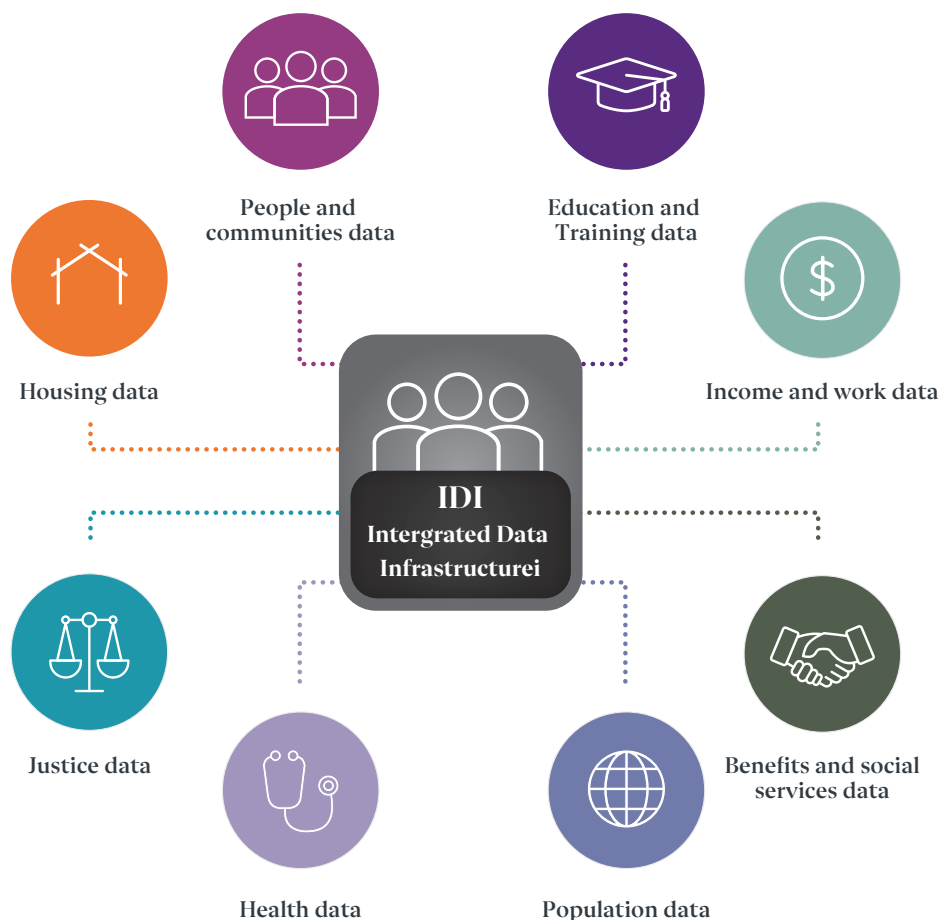 People and
communities data
Education and
Training data
Housing data
Income and work data
IDI
Intergrated Data
Infrastructurei
Justice data
Benefits and social
services data
Health data
Population data